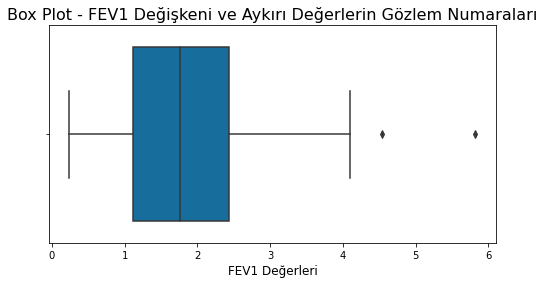 Box Plot - FEV1 Değişkeni ve Aykırı Değerlerin Gözlem Numaraları
0 1 2 3 4 5 6
FEV1 Değerleri